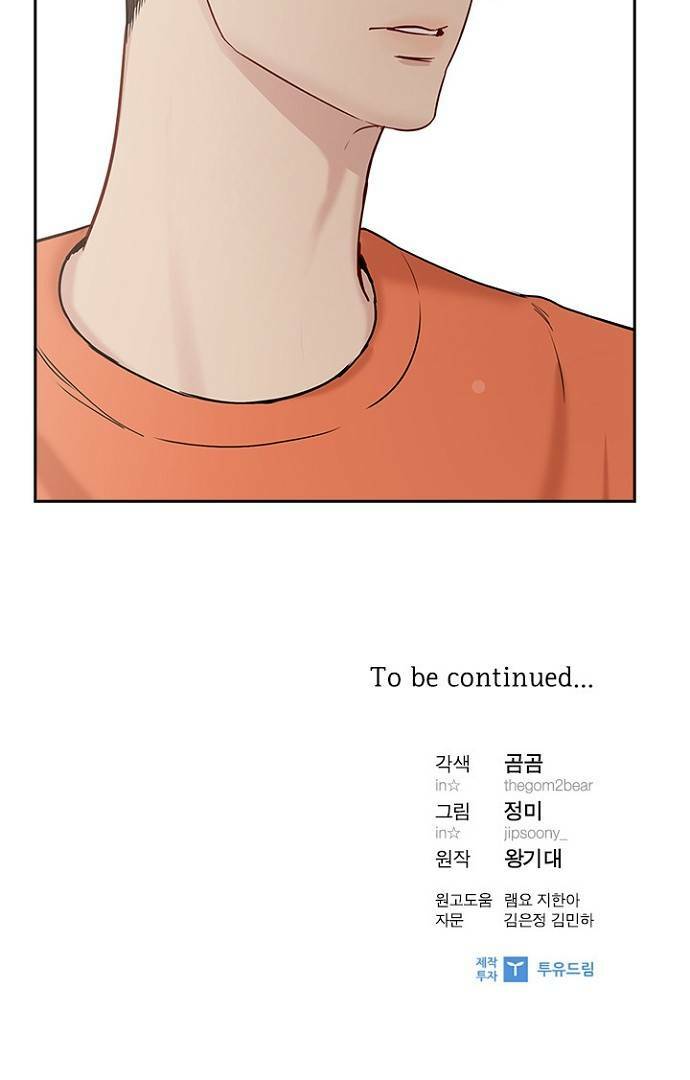 To be continued...
각색 곰곰
in☆ thegom2bear
그림 정미
in☆ jipsoony_
원작 왕기대
원고도움 램요 지한아
자문 김은정 김민하
제작
투자 투유드림